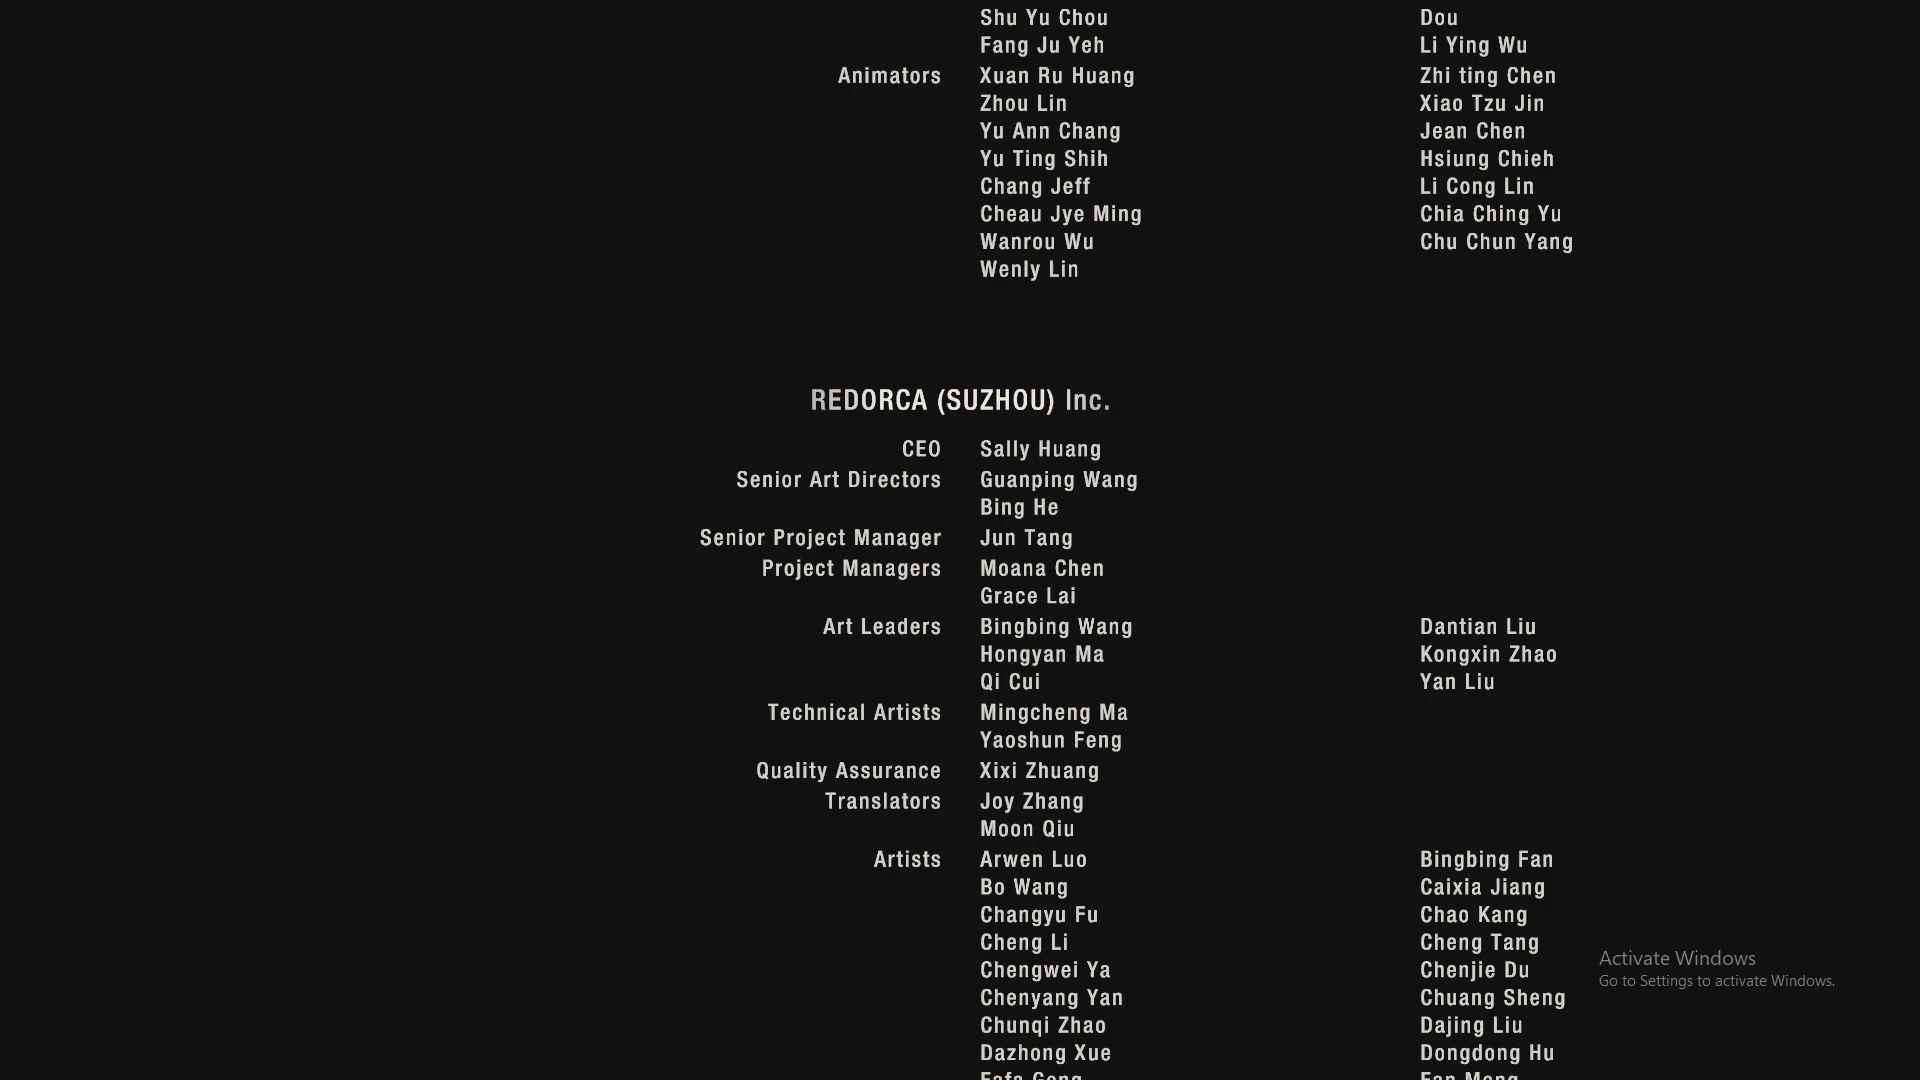 Shu Yu Chou Dou
Fang Ju Yeh Li Ying Wu
Animators Xuan Ru Huang Zhi ting Chen
Zhou Lin Xiao Tzu Jin
Yu Ann Chang Jean Chen
Yu Ting Shih Hsiung Chieh
Chang Jeff Li Cong Lin
Cheau Jye Ming Chia Ching Yu
Wanrou Wu Chu Chun Yang
Wenly Lin
REDORCA (SUZHOU) Inc.
CEO Sally Huang
Senior Art Directors Guanping Wang
Bing He
Senior Project Manager Jun Tang
Project Managers Moana Chen
Grace Lai
Art Leaders Bingbing Wang Dantian Liu
Hongyan Ma Kongxin Zhao
Qi Cui Yan Liu
Technical Artists Mingcheng Ma
Yaoshun Feng
Quality Assurance Xixi Zhuang
Translators Joy Zhang
Moon Qiu
Artists Arwen Luo Bingbing Fan
Bo Wang Caixia Jiang
Changyu Fu Chao Kang
Cheng Li Cheng Tang
Activate Windows
Chengwei Ya Chenjie Du
Go to Settings to activate Windows.
Chenyang Yan Chuang Sheng
Chunqi Zhao Dajing Liu
Dazhong Xue Dongdong Hu